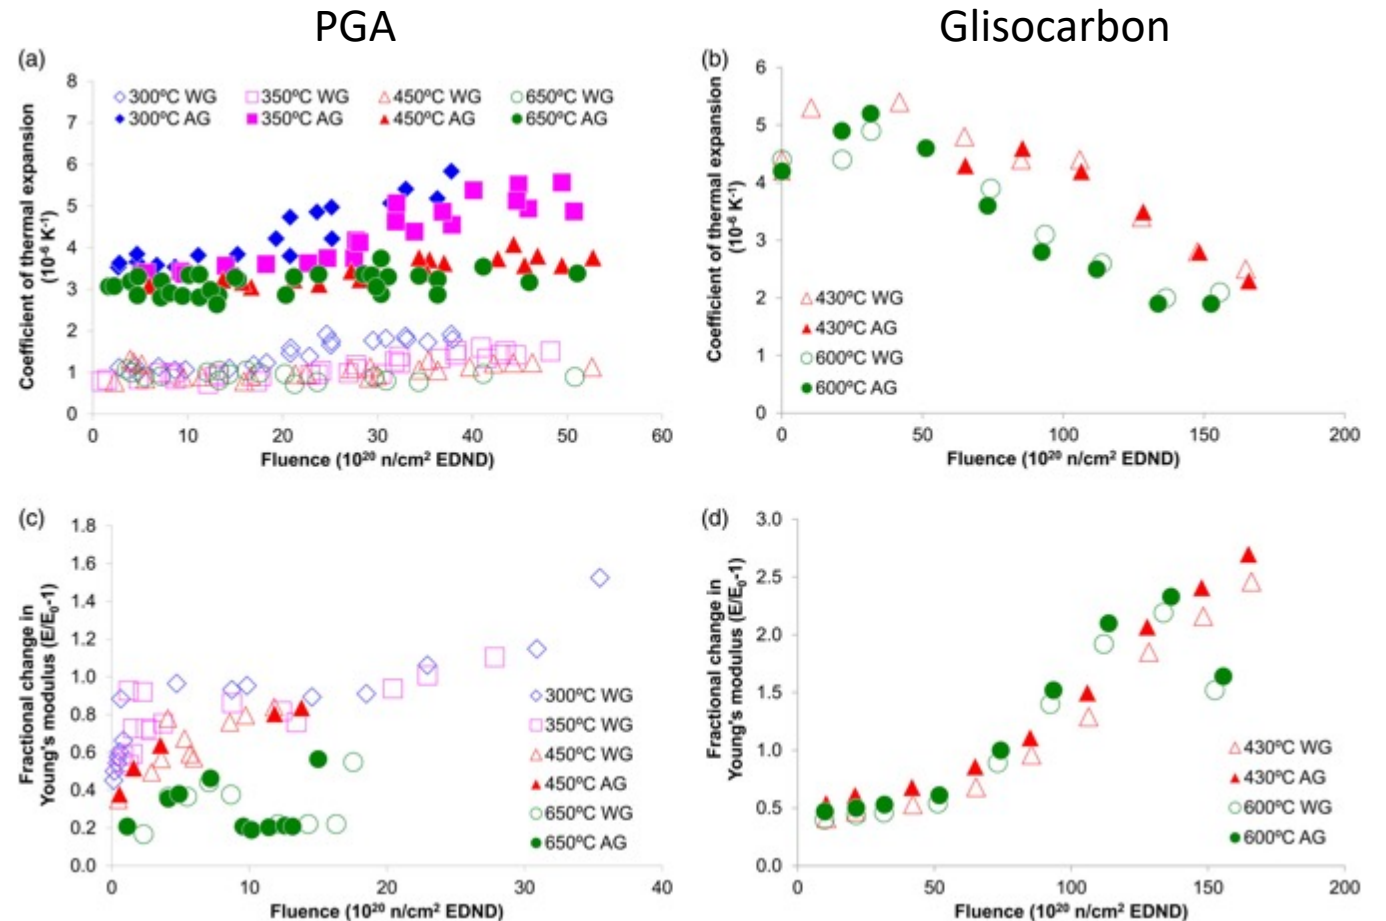 PGA
Glisocarbon
(a)
Coefficient of thermal expansion
(10⁻⁶ K⁻¹)
8
7
6
5
4
3
2
1
0
300ºC WG
350ºC WG
450ºC WG
650ºC WG
300ºC AG
350ºC AG
450ºC AG
650ºC AG
0 10 20 30 40 50 60
Fluence (10²⁰ n/cm² EDND)
(b)
Coefficient of thermal expansion
(10⁻⁶ K⁻¹)
6
5
4
3
2
1
0
430ºC WG
430ºC AG
600ºC WG
600ºC AG
0 50 100 150 200
Fluence (10²⁰ n/cm² EDND)
(c)
Fractional change in
Young's modulus (E/E₀-1)
1.8
1.6
1.4
1.2
1.0
0.8
0.6
0.4
0.2
0.0
300ºC WG
350ºC WG
450ºC WG
450ºC AG
650ºC WG
650ºC AG
0 10 20 30 40
Fluence (10²⁰ n/cm² EDND)
(d)
Fractional change in
Young's modulus (E/E₀-1)
3.0
2.5
2.0
1.5
1.0
0.5
0.0
430ºC WG
430ºC AG
600ºC WG
600ºC AG
0 50 100 150 200
Fluence (10²⁰ n/cm² EDND)